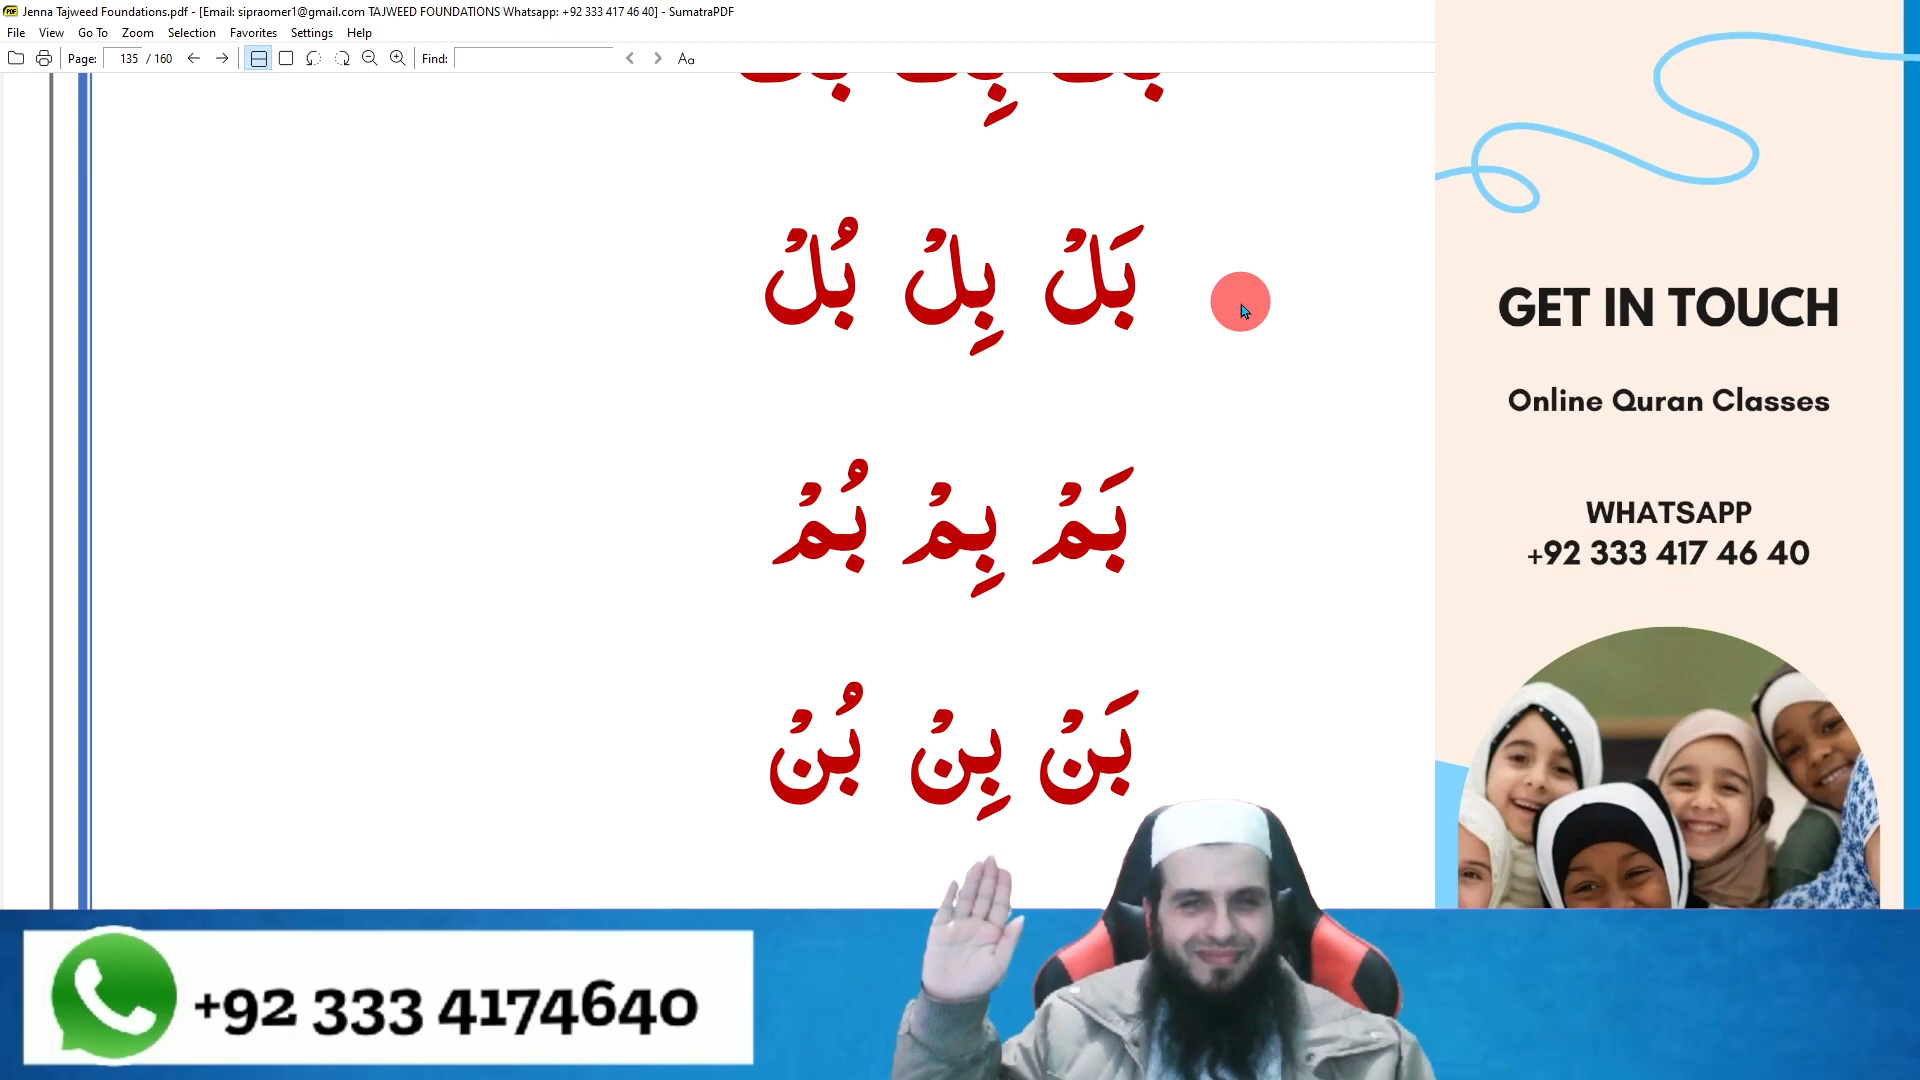 Jenna Tajweed Foundations.pdf - [Email: sipraomer1@gmail.com TAJWEED FOUNDATIONS Whatsapp: +92 333 417 46 40] - SumatraPDF
File View Go To Zoom Selection Favorites Settings Help
Page: 135 / 160 Find: Aa
بَلْ بِلْ بُلْ
بَمْ بِمْ بُمْ
بَنْ بِنْ بُنْ
GET IN TOUCH
Online Quran Classes
WHATSAPP
+92 333 417 46 40
+92 333 4174640